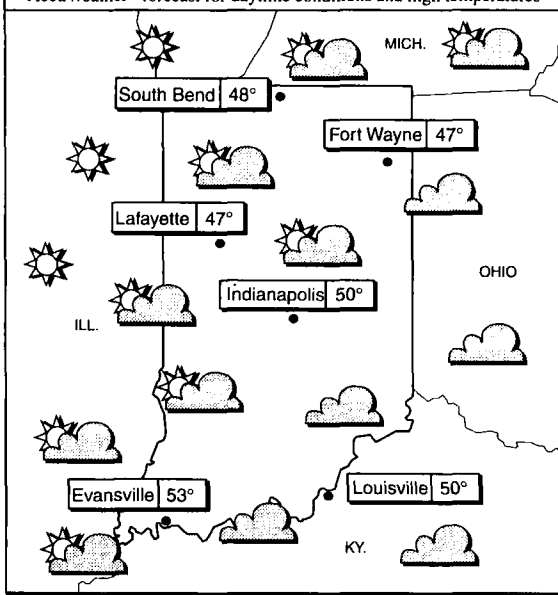 forecast for daytime conditions and high temperatures
MICH.
South Bend 48°
Fort Wayne 47°
Lafayette 47°
OHIO
Indianapolis 50°
ILL.
Evansville 53°
Louisville 50°
KY.